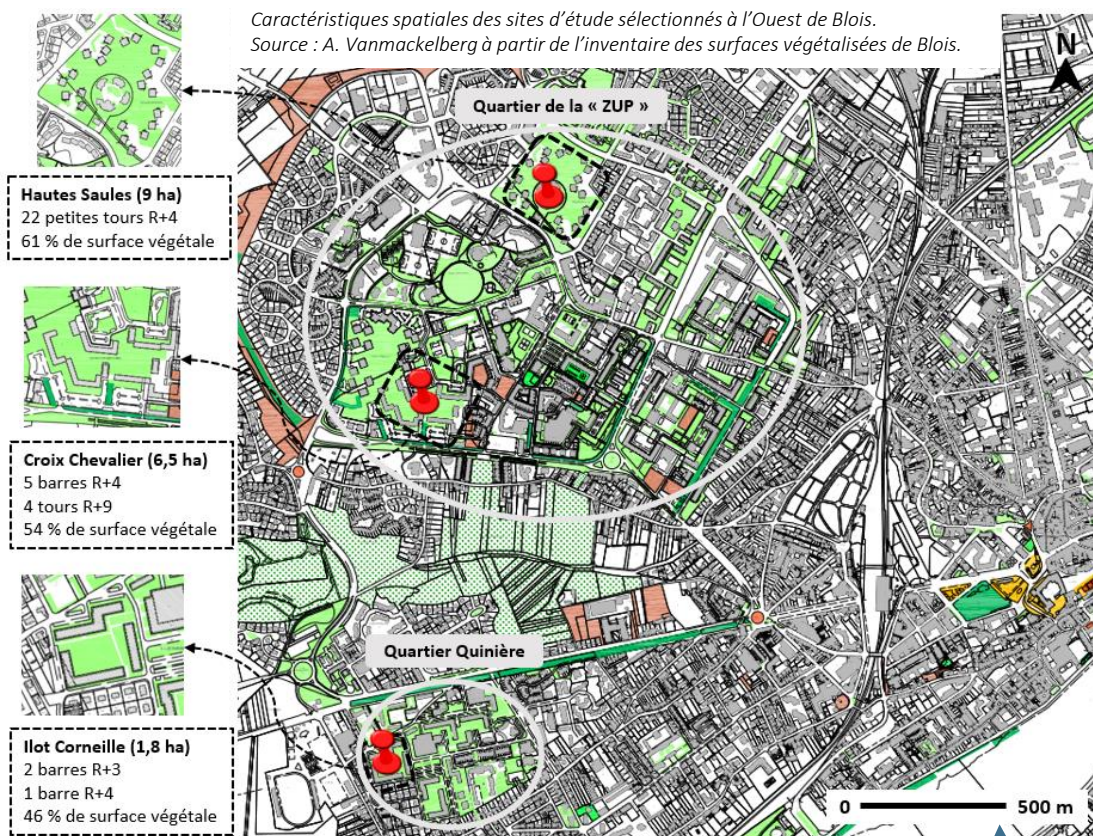 Caractéristiques spatiales des sites d’étude sélectionnés à l’Ouest de Blois.
Source : A. Vanmackelberg à partir de l’inventaire des surfaces végétalisées de Blois.
N
Quartier de la « ZUP »
Hautes Saules (9 ha)
22 petites tours R+4
61 % de surface végétale
Croix Chevalier (6,5 ha)
5 barres R+4
4 tours R+9
54 % de surface végétale
Quartier Quinière
Ilot Corneille (1,8 ha)
2 barres R+3
1 barre R+4
46 % de surface végétale
0 500 m